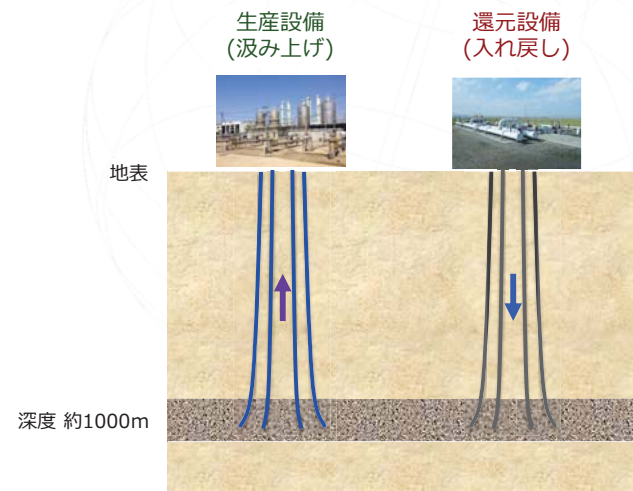 生産設備
(汲み上げ)
還元設備
(入れ戻し)
地表
深度 約1000m